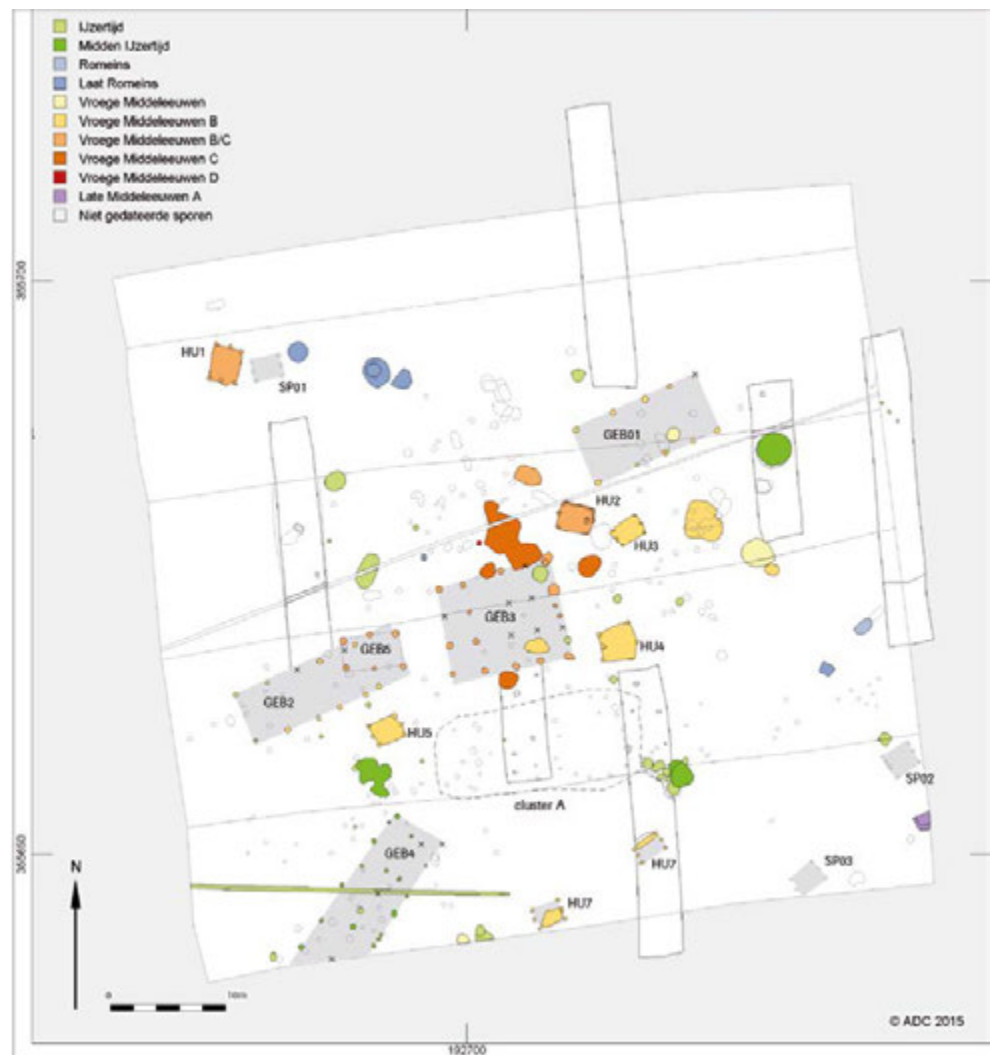 IJzertijd
Midden IJzertijd
Romeins
Laat Romeins
Vroege Middeleeuwen
Vroege Middeleeuwen B
Vroege Middeleeuwen B/C
Vroege Middeleeuwen C
Vroege Middeleeuwen D
Late Middeleeuwen A
Niet gedateerde sporen
355700
HU1
SP01
GEB01
HU2
HU3
GEB3
HU4
GEB5
GEB2
HU5
SP02
cluster A
355650
GEB4
HU7
SP03
N
HU7
0
10m
© ADC 2015
192700